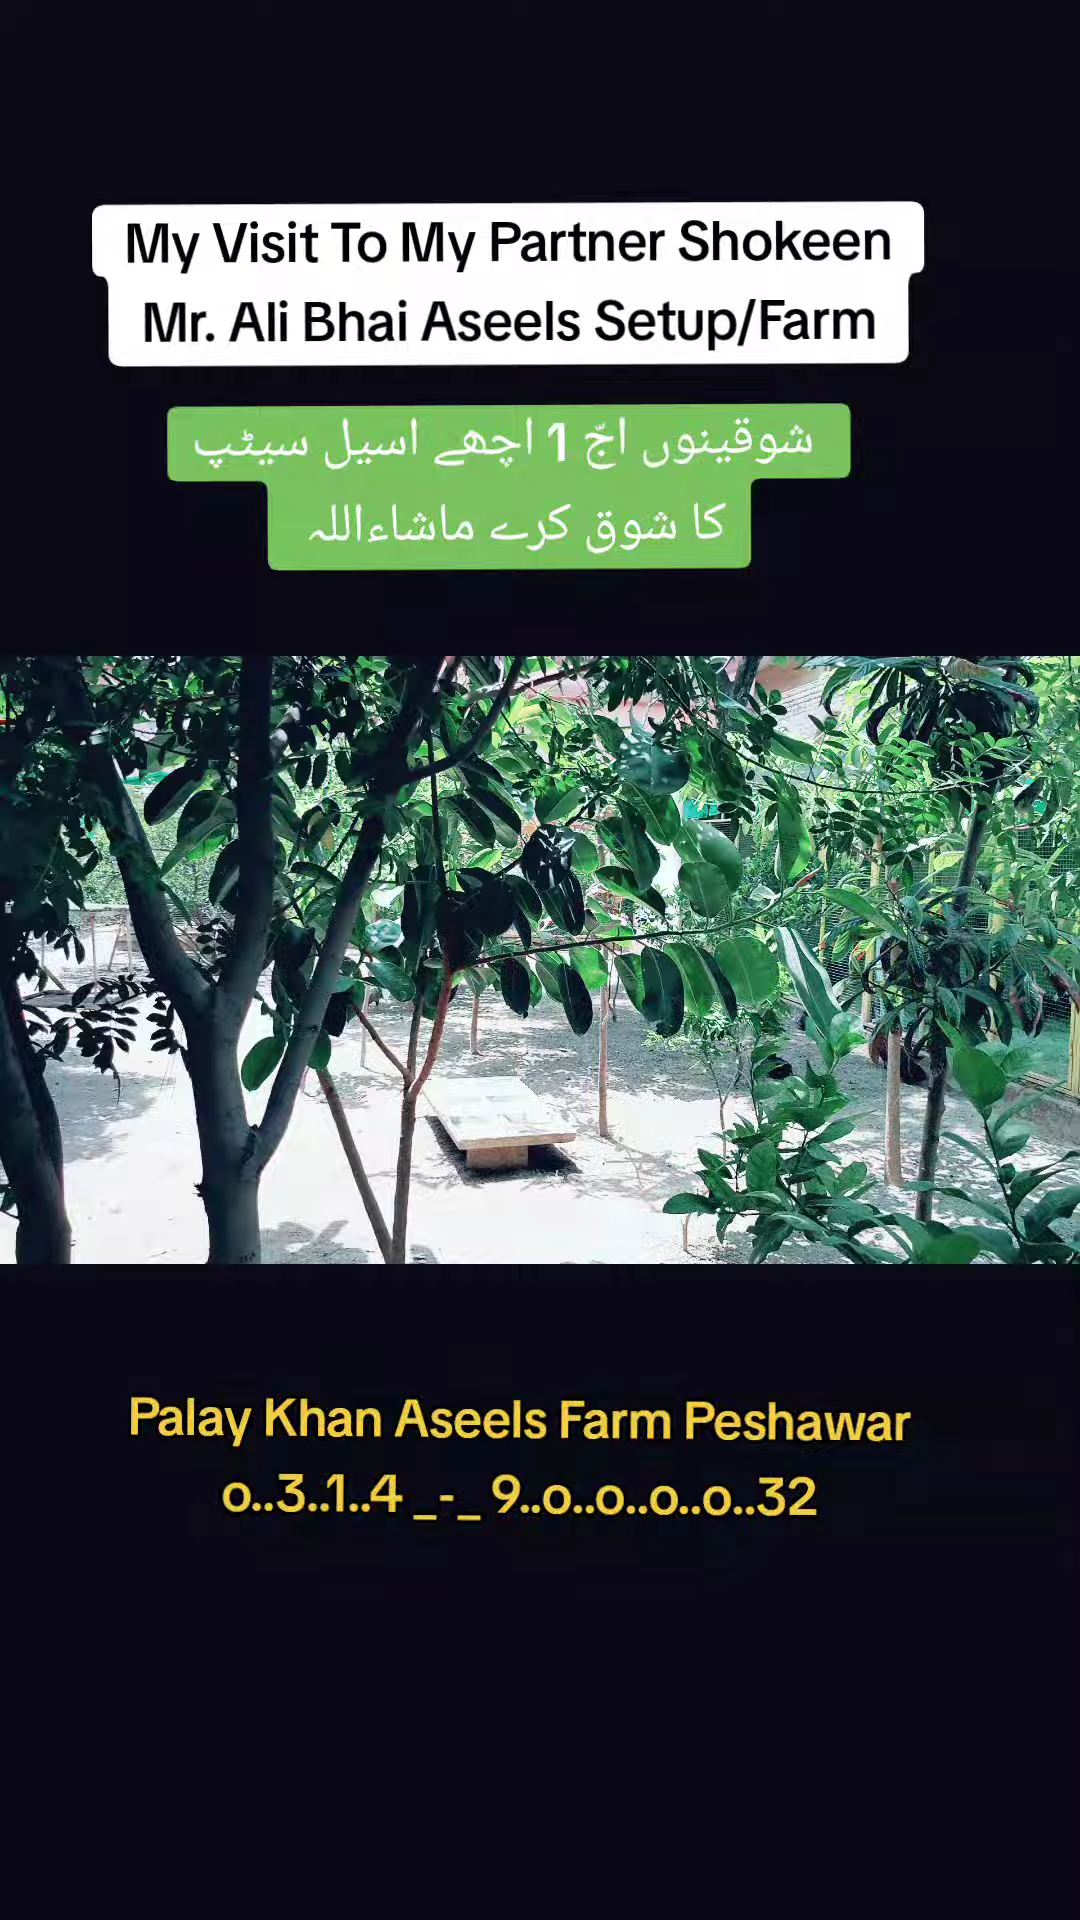 My Visit To My Partner Shokeen
Mr. Ali Bhai Aseels Setup/Farm
شوقینوں اجّ 1 اچھے اسیل سیٹپ
کا شوق کرے ماشاءاللہ
Palay Khan Aseels Farm Peshawar
o..3..1..4 _-_ 9..o..o..o..o..32